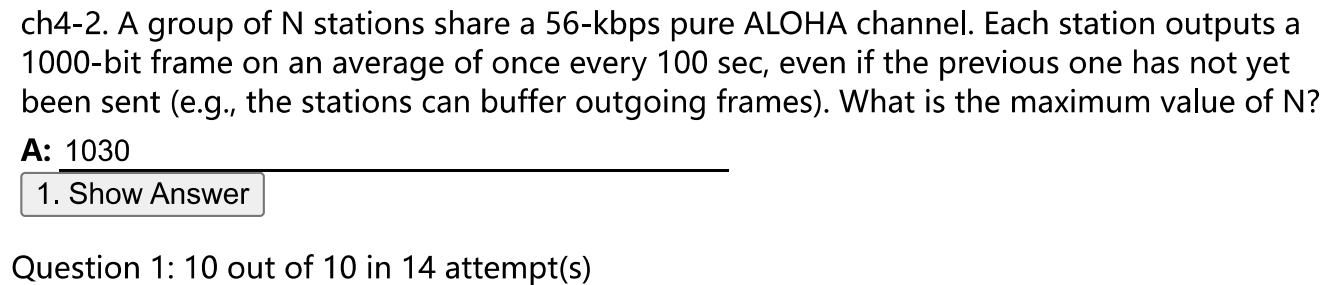 ch4-2. A group of N stations share a 56-kbps pure ALOHA channel. Each station outputs a
1000-bit frame on an average of once every 100 sec, even if the previous one has not yet
been sent (e.g., the stations can buffer outgoing frames). What is the maximum value of N?
A: 1030
1. Show Answer
Question 1: 10 out of 10 in 14 attempt(s)